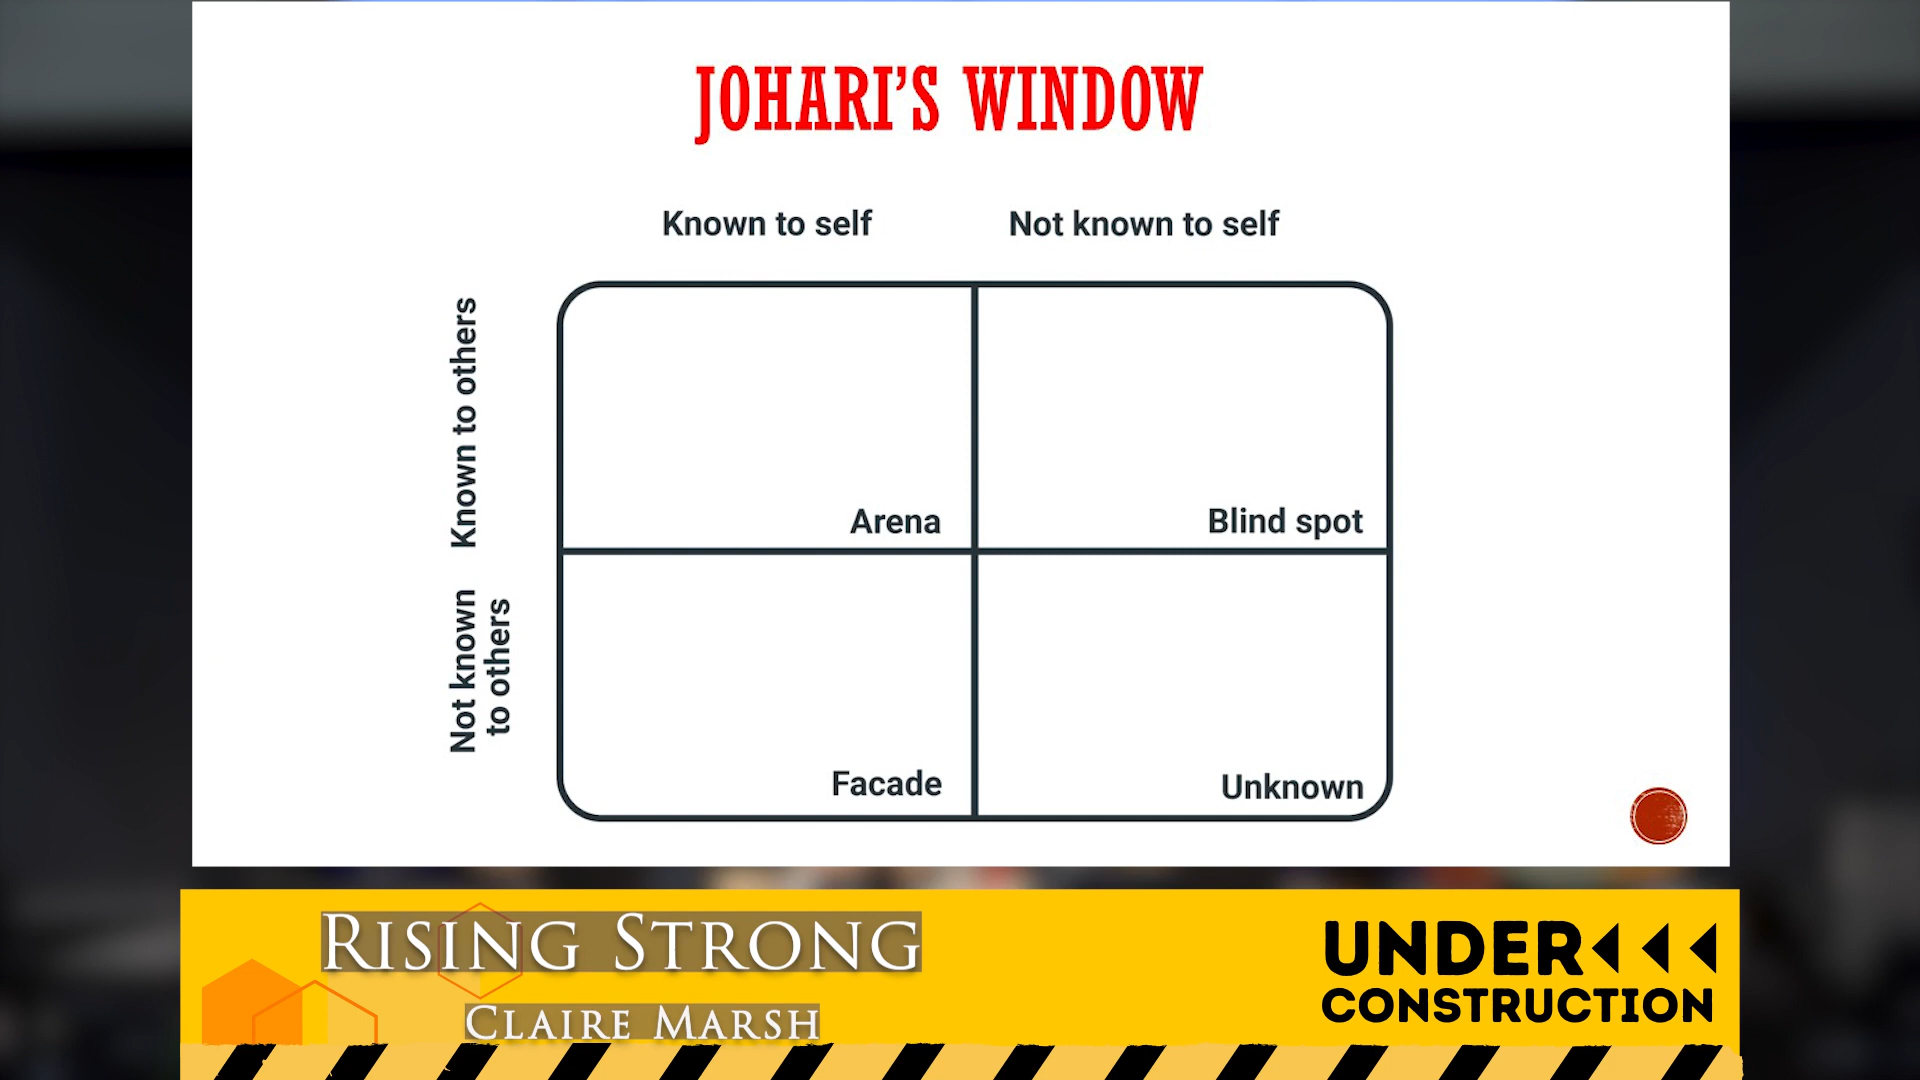 JOHARI'S WINDOW
Known to self
Not known to self
Known to others
Arena
Blind spot
Not known
to others
Facade
Unknown
RISING STRONG
CLAIRE MARSH
UNDER
CONSTRUCTION